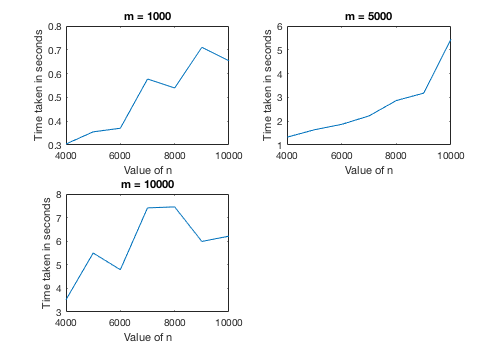 m = 1000
0.8
0.7
0.6
0.5
0.4
0.3
Time taken in seconds
4000 6000 8000 10000
Value of n
m = 5000
6
5
4
3
2
1
Time taken in seconds
4000 6000 8000 10000
Value of n
m = 10000
8
7
6
5
4
3
Time taken in seconds
4000 6000 8000 10000
Value of n